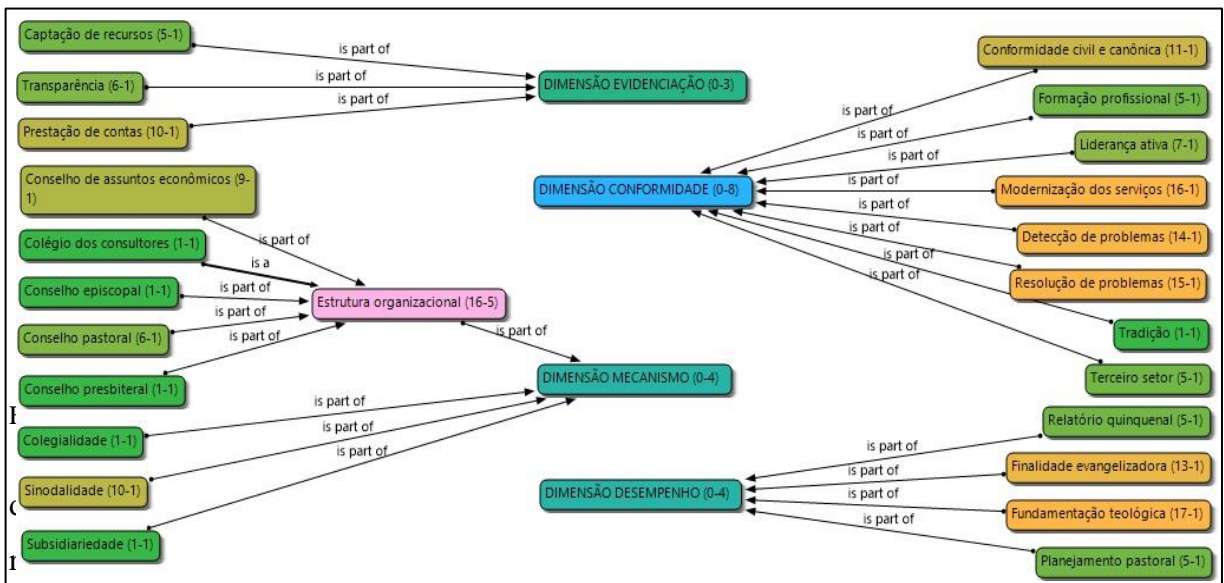 Captação de recursos (5-1)
is part of
Transparência (6-1)
is part of
DIMENSÃO EVIDENCIAÇÃO (0-3)
is part of
Prestação de contas (10-1)
Conselho de assuntos econômicos (9-
1)
is part of
Colégio dos consultores (1-1)
is a
Conselho episcopal (1-1)
is part of
Estrutura organizacional (16-5)
is part of
Conselho pastoral (6-1)
is part of
is part of
Conselho presbiteral (1-1)
DIMENSÃO MECANISMO (0-4)
is part of
Colegialidade (1-1)
is part of
is part of
Sinodalidade (10-1)
Subsidiariedade (1-1)
Conformidade civil e canônica (11-1)
is part of
Formação profissional (5-1)
is part of
Liderança ativa (7-1)
is part of
DIMENSÃO CONFORMIDADE (0-8)
is part of
Modernização dos serviços (16-1)
is part of
Detecção de problemas (14-1)
is part of
is part of
Resolução de problemas (15-1)
is part of
Tradição (1-1)
Terceiro setor (5-1)
Relatório quinquenal (5-1)
is part of
Finalidade evangelizadora (13-1)
is part of
DIMENSÃO DESEMPENHO (0-4)
is part of
Fundamentação teológica (17-1)
is part of
Planejamento pastoral (5-1)